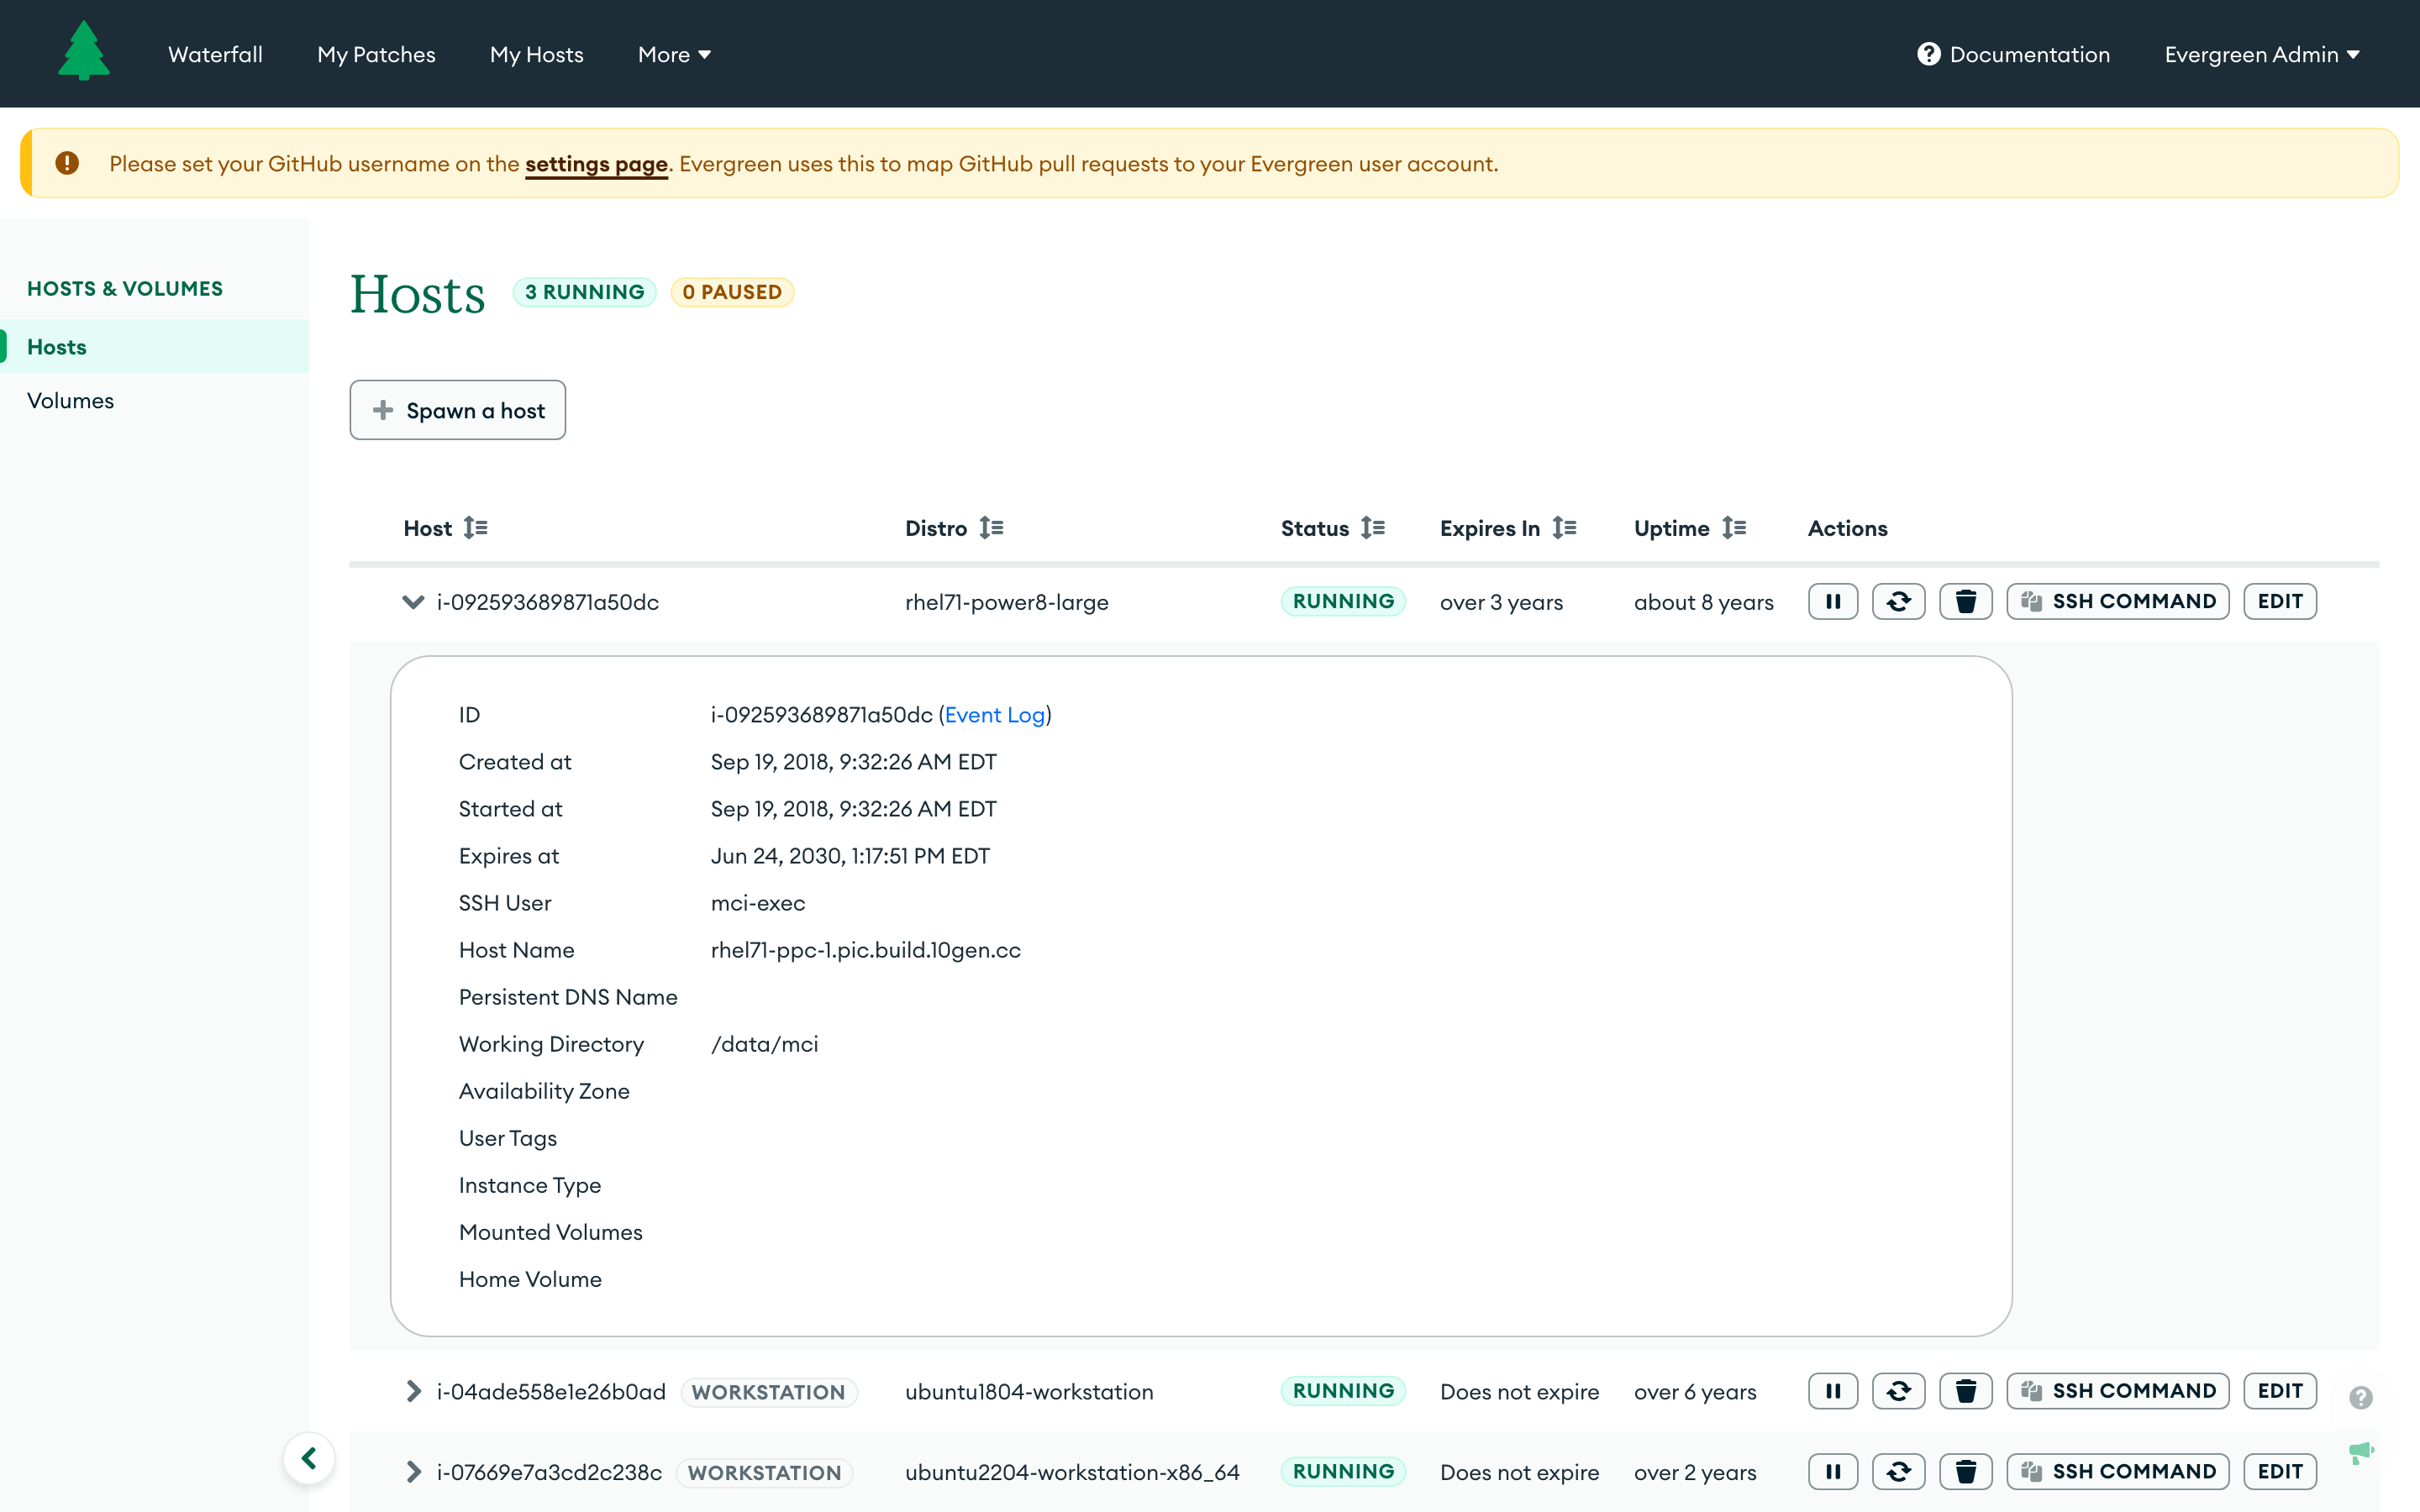 Waterfall My Patches My Hosts More Documentation Evergreen Admin
Please set your GitHub username on the settings page. Evergreen uses this to map GitHub pull requests to your Evergreen user account.
HOSTS & VOLUMES
Hosts
Volumes
Hosts 3 RUNNING 0 PAUSED
Spawn a host
Host Distro Status Expires In Uptime Actions
i-092593689871a50dc rhel71-power8-large RUNNING over 3 years about 8 years SSH COMMAND EDIT
ID i-092593689871a50dc (Event Log)
Created at Sep 19, 2018, 9:32:26 AM EDT
Started at Sep 19, 2018, 9:32:26 AM EDT
Expires at Jun 24, 2030, 1:17:51 PM EDT
SSH User mci-exec
Host Name rhel71-ppc-1.pic.build.10gen.cc
Persistent DNS Name
Working Directory /data/mci
Availability Zone
User Tags
Instance Type
Mounted Volumes
Home Volume
i-04ade558e1e26b0ad WORKSTATION ubuntu1804-workstation RUNNING Does not expire over 6 years SSH COMMAND EDIT
i-07669e7a3cd2c238c WORKSTATION ubuntu2204-workstation-x86_64 RUNNING Does not expire over 2 years SSH COMMAND EDIT